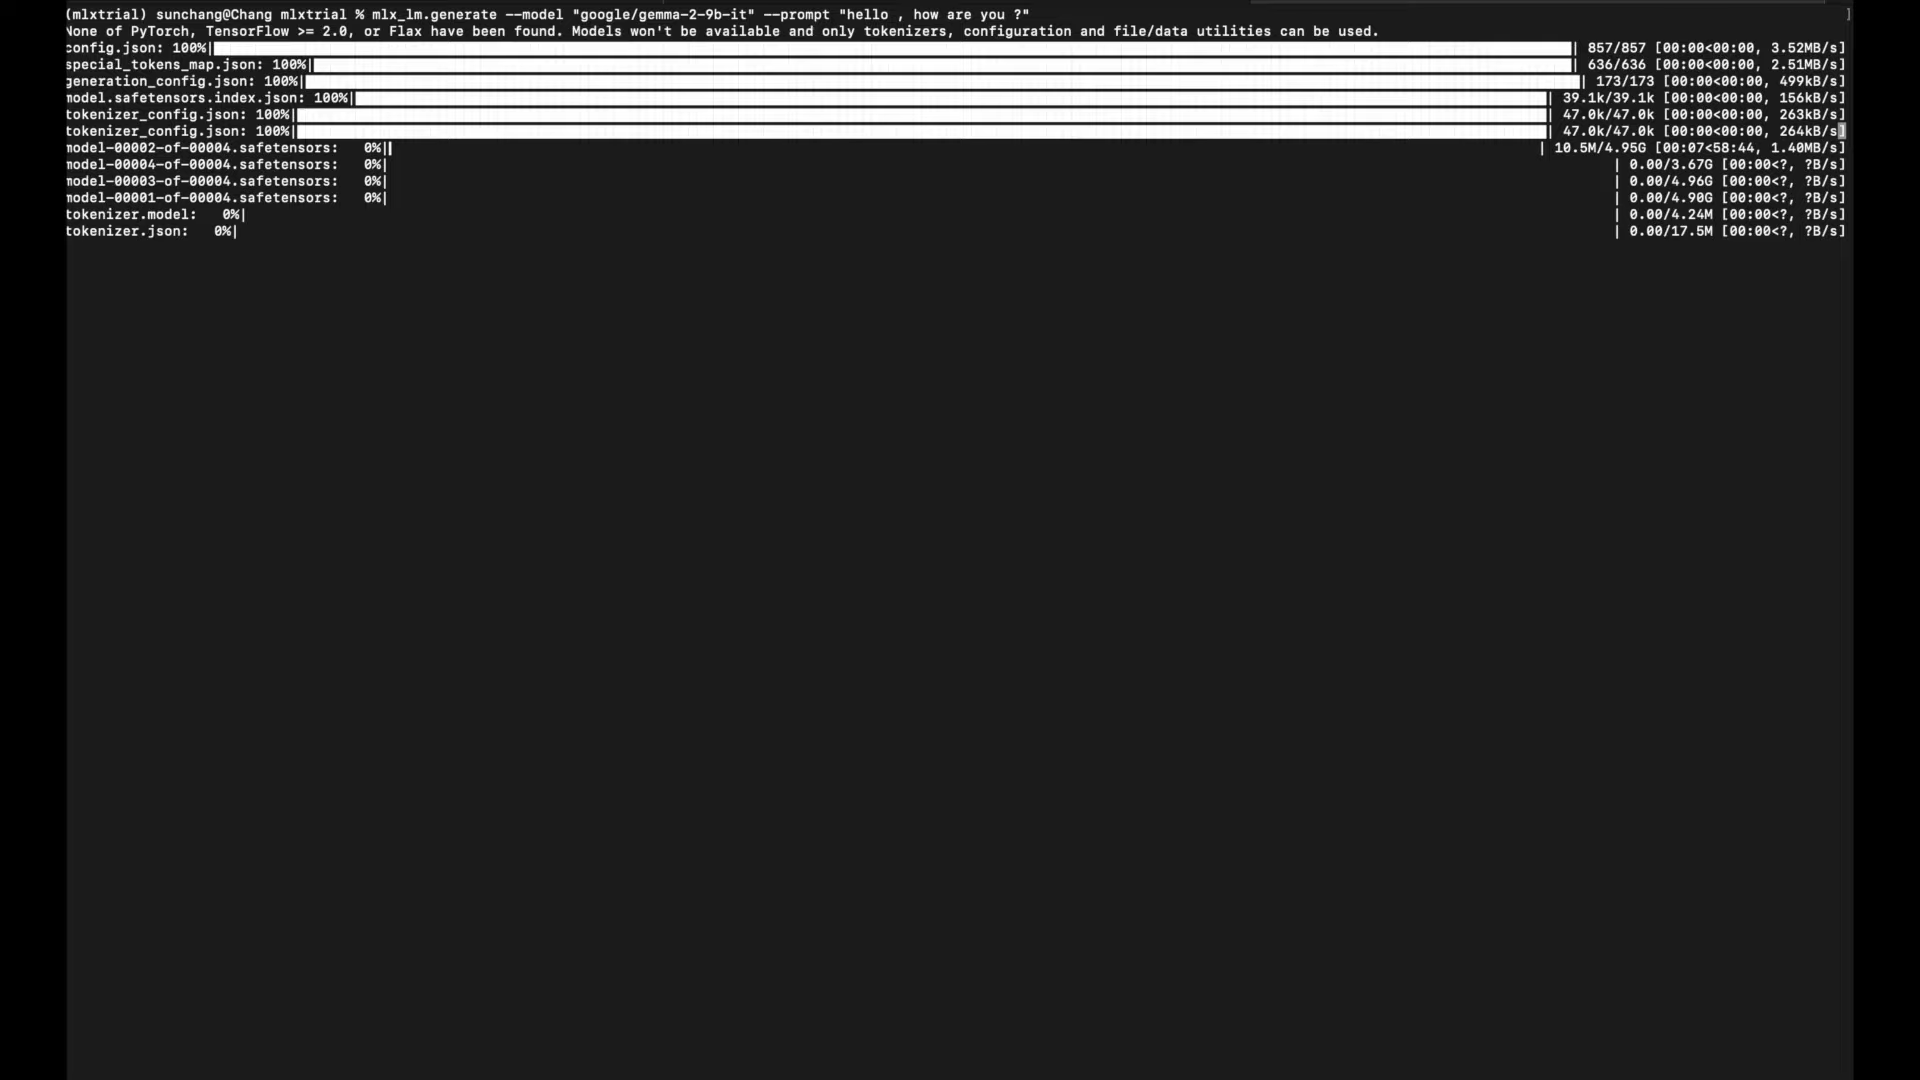 (mlxtrial) sunchang@Chang mlxtrial % mlx_lm.generate --model "google/gemma-2-9b-it" --prompt "hello , how are you ?"
None of PyTorch, TensorFlow >= 2.0, or Flax have been found. Models won't be available and only tokenizers, configuration and file/data utilities can be used.
config.json: 100%| | 857/857 [00:00<00:00, 3.52MB/s]
special_tokens_map.json: 100%| | 636/636 [00:00<00:00, 2.51MB/s]
generation_config.json: 100%| | 173/173 [00:00<00:00, 499kB/s]
model.safetensors.index.json: 100%| | 39.1k/39.1k [00:00<00:00, 156kB/s]
tokenizer_config.json: 100%| | 47.0k/47.0k [00:00<00:00, 263kB/s]
tokenizer_config.json: 100%| | 47.0k/47.0k [00:00<00:00, 264kB/s]
model-00002-of-00004.safetensors: 0%| | 10.5M/4.95G [00:07<58:44, 1.40MB/s]
model-00004-of-00004.safetensors: 0%| | 0.00/3.67G [00:00<?, ?B/s]
model-00003-of-00004.safetensors: 0%| | 0.00/4.96G [00:00<?, ?B/s]
model-00001-of-00004.safetensors: 0%| | 0.00/4.90G [00:00<?, ?B/s]
tokenizer.model: 0%| | 0.00/4.24M [00:00<?, ?B/s]
tokenizer.json: 0%| | 0.00/17.5M [00:00<?, ?B/s]